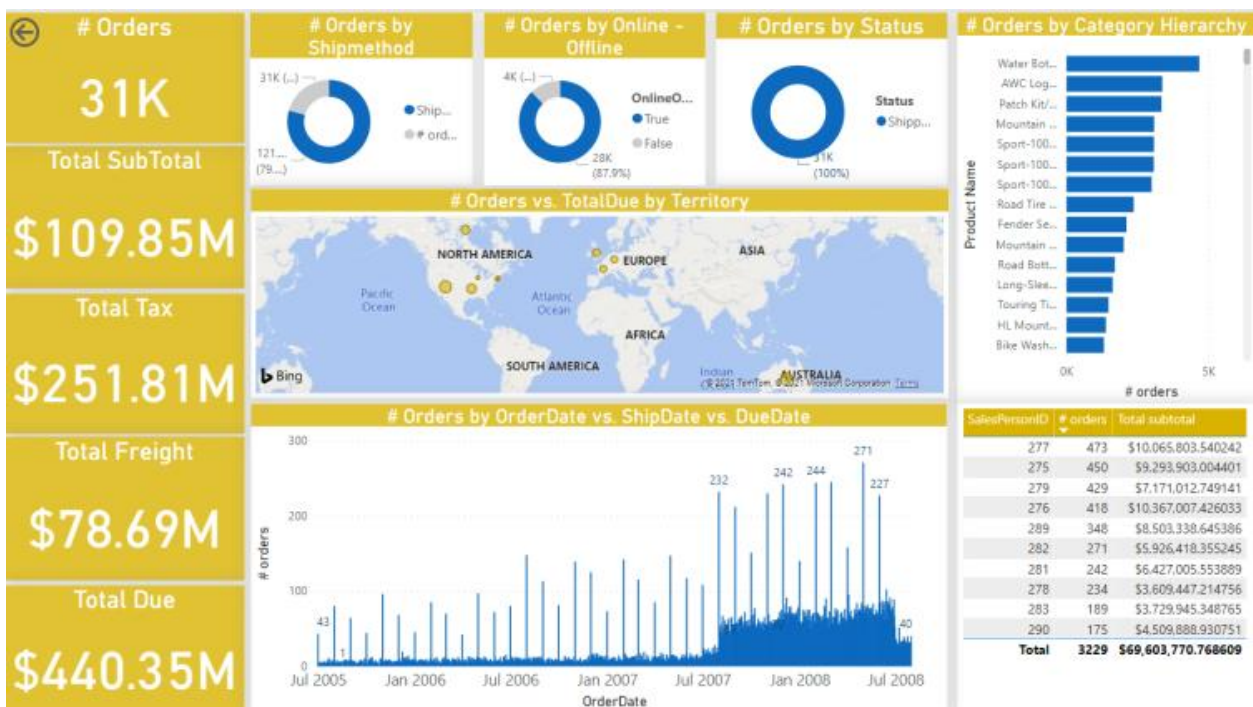 # Orders
31K
Total SubTotal
$109.85M
Total Tax
$251.81M
Total Freight
$78.69M
Total Due
$440.35M
# Orders by
Shipmethod
31K (...)
121...
(79....)
Ship...
# ord...
# Orders by Online -
Offline
4K (...)
28K
(87.9%)
OnlineO...
True
False
# Orders by Status
31K
(100%)
Status
Shipp...
# Orders vs. TotalDue by Territory
NORTH AMERICA
EUROPE
ASIA
Pacific
Ocean
Atlantic
Ocean
AFRICA
SOUTH AMERICA
Indian
AUSTRALIA
Bing
© 2021 TomTom, © 2021 Microsoft Corporation Terms
# Orders by OrderDate vs. ShipDate vs. DueDate
# orders
300
200
100
0
43
1
232
242
244
271
227
40
Jul 2005
Jan 2006
Jul 2006
Jan 2007
Jul 2007
Jan 2008
Jul 2008
OrderDate
# Orders by Category Hierarchy
Product Name
Water Bot...
AWC Log...
Patch Kit/...
Mountain ...
Sport-100...
Sport-100...
Sport-100...
Road Tire ...
Fender Se...
Mountain ...
Road Bott...
Long-Slee...
Touring Ti...
HL Mount...
Bike Wash...
0K
5K
# orders
SalesPersonID # orders Total subtotal
277 473 $10,065,803.540242
275 450 $9,293,903.004401
279 429 $7,171,012.749141
276 418 $10,367,007.426033
289 348 $8,503,338.645386
282 271 $5,926,418.355245
281 242 $6,427,005.553889
278 234 $3,609,447.214756
283 189 $3,729,945.348765
290 175 $4,509,888.930751
Total 3229 $69,603,770.768609